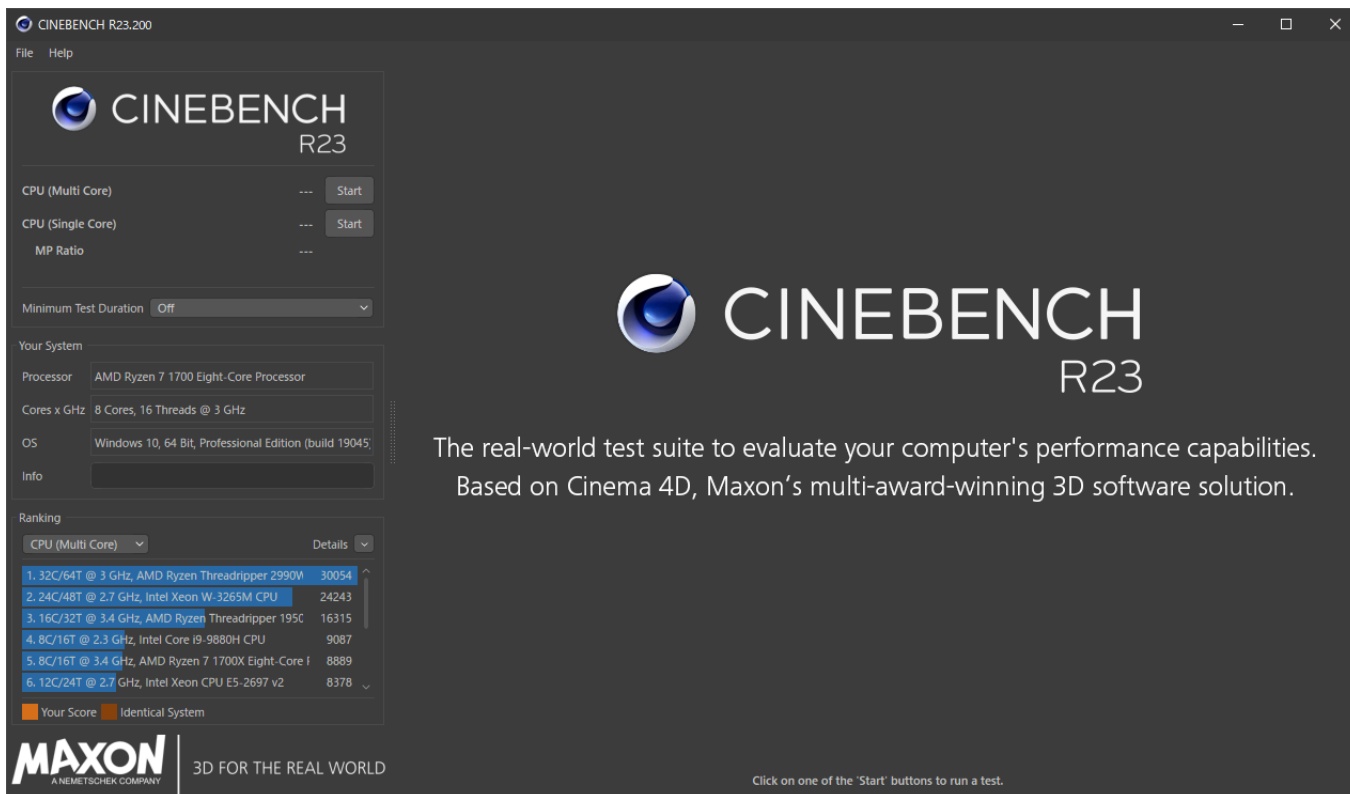 CINEBENCH R23.200
File Help
CINEBENCH
R23
CPU (Multi Core) --- Start
CPU (Single Core) --- Start
MP Ratio ---
Minimum Test Duration Off
Your System
Processor AMD Ryzen 7 1700 Eight-Core Processor
Cores x GHz 8 Cores, 16 Threads @ 3 GHz
OS Windows 10, 64 Bit, Professional Edition (build 19045)
Info
Ranking
CPU (Multi Core) Details
1. 32C/64T @ 3 GHz, AMD Ryzen Threadripper 2990W 30054
2. 24C/48T @ 2.7 GHz, Intel Xeon W-3265M CPU 24243
3. 16C/32T @ 3.4 GHz, AMD Ryzen Threadripper 1950 16315
4. 8C/16T @ 2.3 GHz, Intel Core i9-9880H CPU 9087
5. 8C/16T @ 3.4 GHz, AMD Ryzen 7 1700X Eight-Core 8889
6. 12C/24T @ 2.7 GHz, Intel Xeon CPU E5-2697 v2 8378
Your Score Identical System
MAXON
A NEMETSCHEK COMPANY
3D FOR THE REAL WORLD
CINEBENCH
R23
The real-world test suite to evaluate your computer's performance capabilities.
Based on Cinema 4D, Maxon‘s multi-award-winning 3D software solution.
Click on one of the 'Start' buttons to run a test.